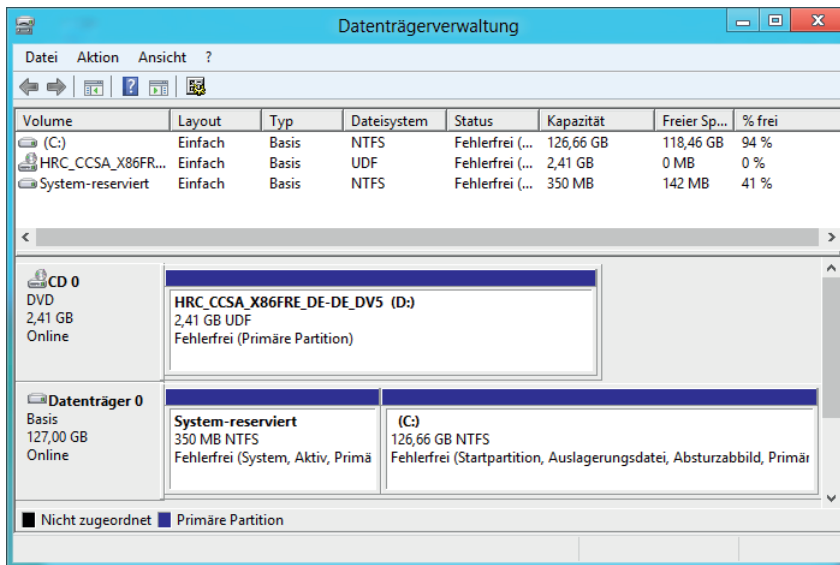 Datenträgerverwaltung
Datei Aktion Ansicht ?
Volume Layout Typ Dateisystem Status Kapazität Freier Sp... % frei
(C:) Einfach Basis NTFS Fehlerfrei (... 126,66 GB 118,46 GB 94 %
HRC_CCSA_X86FR... Einfach Basis UDF Fehlerfrei (... 2,41 GB 0 MB 0 %
System-reserviert Einfach Basis NTFS Fehlerfrei (... 350 MB 142 MB 41 %
CD 0
DVD
2,41 GB
Online
HRC_CCSA_X86FRE_DE-DE_DV5 (D:)
2,41 GB UDF
Fehlerfrei (Primäre Partition)
Datenträger 0
Basis
127,00 GB
Online
System-reserviert
350 MB NTFS
Fehlerfrei (System, Aktiv, Primä
(C:)
126,66 GB NTFS
Fehlerfrei (Startpartition, Auslagerungsdatei, Absturzabbild, Primär
Nicht zugeordnet Primäre Partition